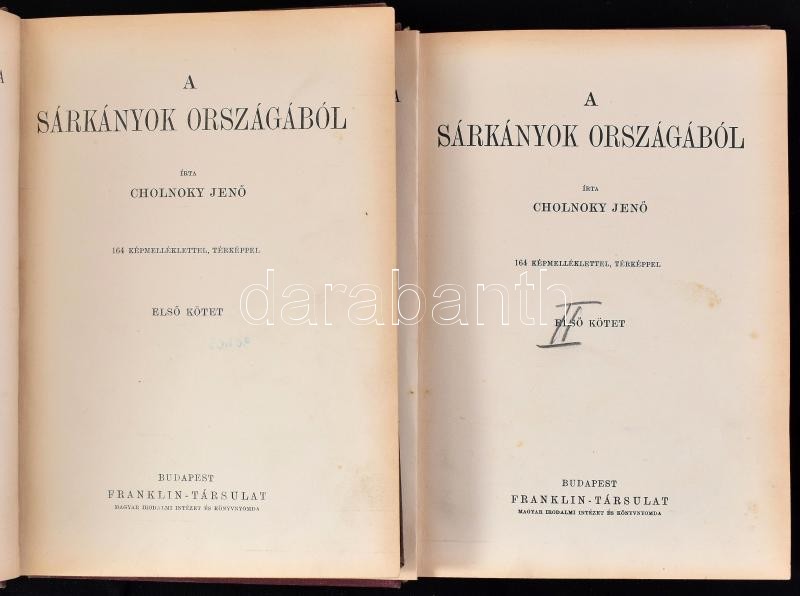 A
SÁRKÁNYOK ORSZÁGÁBÓL
ÍRTA
CHOLNOKY JENŐ
164 KÉPMELLÉKLETTEL, TÉRKÉPPEL
ELSŐ KÖTET
BUDAPEST
FRANKLIN-TÁRSULAT
MAGYAR IRODALMI INTÉZET ÉS KÖNYVNYOMDA
A
A
SÁRKÁNYOK ORSZÁGÁBÓL
ÍRTA
CHOLNOKY JENŐ
164 KÉPMELLÉKLETTEL, TÉRKÉPPEL
ELSŐ KÖTET
II
BUDAPEST
FRANKLIN-TÁRSULAT
MAGYAR IRODALMI INTÉZET ÉS KÖNYVNYOMDA
darabanth